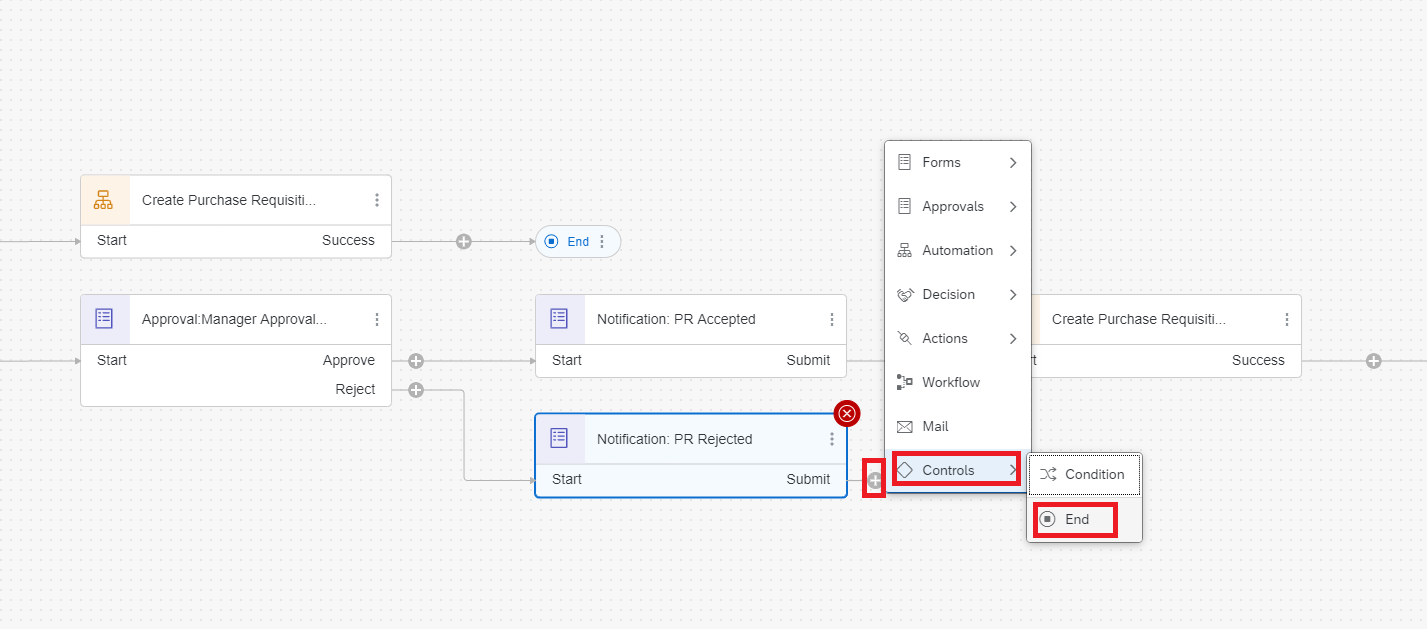 Create Purchase Requisiti...
Start Success
End
Approval:Manager Approval...
Start Approve
Reject
Notification: PR Accepted
Start Submit
Notification: PR Rejected
Start Submit
Forms
Approvals
Automation
Decision
Actions
Workflow
Mail
Controls
Condition
End
Create Purchase Requisiti...
Success